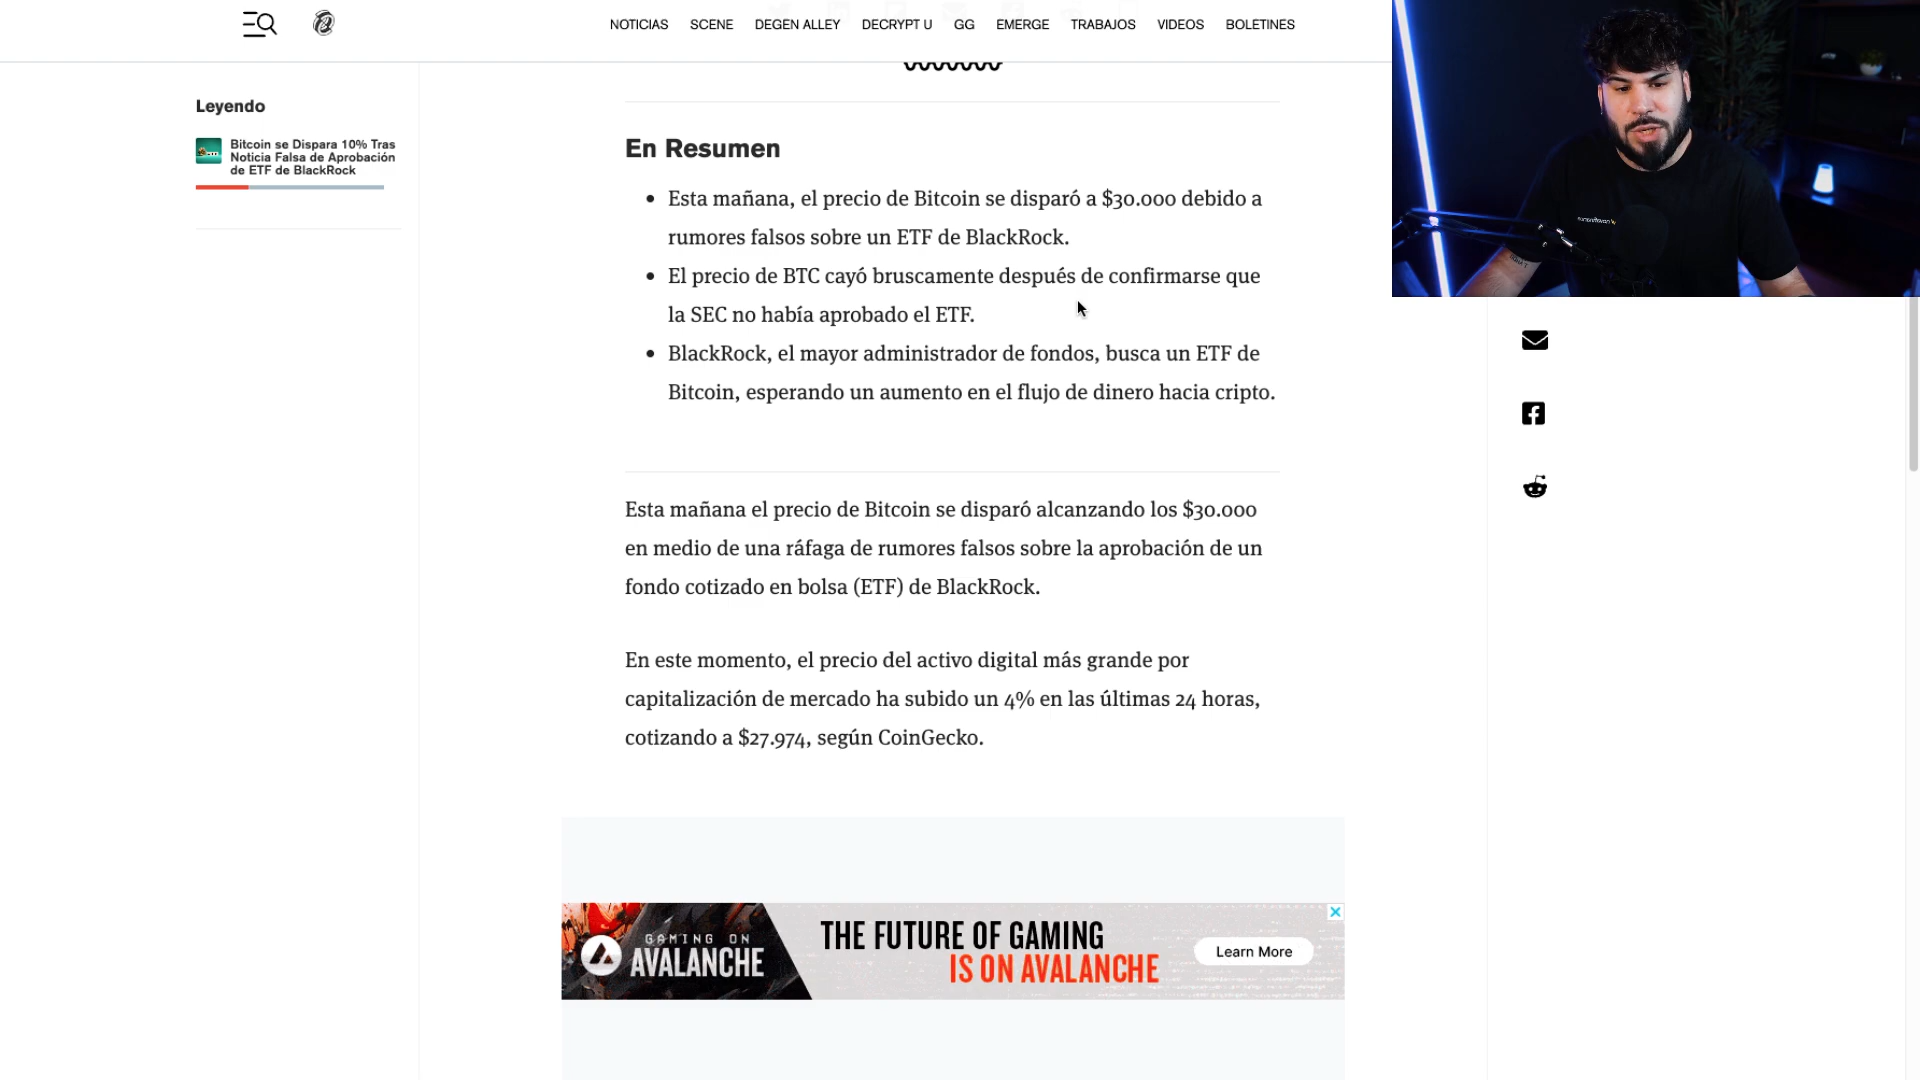 NOTICIAS SCENE DEGEN ALLEY DECRYPT U GG EMERGE TRABAJOS VIDEOS BOLETINES
Leyendo
Bitcoin se Dispara 10% Tras
Noticia Falsa de Aprobación
de ETF de BlackRock
En Resumen
Esta mañana, el precio de Bitcoin se disparó a $30.000 debido a
rumores falsos sobre un ETF de BlackRock.
El precio de BTC cayó bruscamente después de confirmarse que
la SEC no había aprobado el ETF.
BlackRock, el mayor administrador de fondos, busca un ETF de
Bitcoin, esperando un aumento en el flujo de dinero hacia cripto.
Esta mañana el precio de Bitcoin se disparó alcanzando los $30.000
en medio de una ráfaga de rumores falsos sobre la aprobación de un
fondo cotizado en bolsa (ETF) de BlackRock.
En este momento, el precio del activo digital más grande por
capitalización de mercado ha subido un 4% en las últimas 24 horas,
cotizando a $27.974, según CoinGecko.
GAMING ON
AVALANCHE
THE FUTURE OF GAMING
IS ON AVALANCHE
Learn More